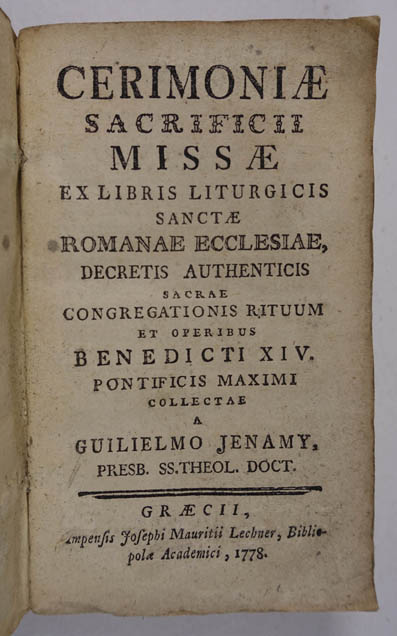 CERIMONIÆ
SACRIFICII
MISSÆ
EX LIBRIS LITURGICIS
SANCTÆ
ROMANAE ECCLESIAE,
DECRETIS AUTHENTICIS
SACRAE
CONGREGATIONIS RITUUM
ET OPERIBUS
BENEDICTI XIV.
PONTIFICIS MAXIMI
COLLECTAE
A
GUILIELMO JENAMY,
PRESB. SS. THEOL. DOCT.
GRÆCII,
Impensis Josephi Mauritii Lechner, Biblio-
polæ Academici, 1778.